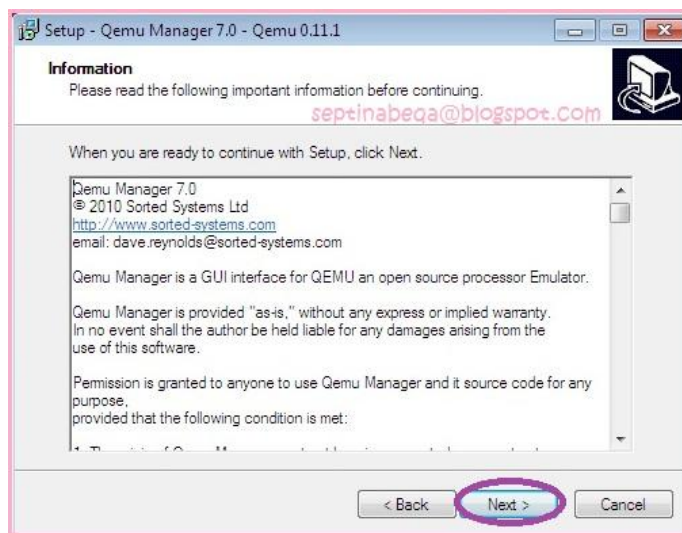 Setup - Qemu Manager 7.0 - Qemu 0.11.1
Information
Please read the following important information before continuing.
septinabeqa@blogspot.com
When you are ready to continue with Setup, click Next.
Qemu Manager 7.0
© 2010 Sorted Systems Ltd
http://www.sorted-systems.com
email: dave.reynolds@sorted-systems.com
Qemu Manager is a GUI interface for QEMU an open source processor Emulator.
Qemu Manager is provided "as-is," without any express or implied warranty.
In no event shall the author be held liable for any damages arising from the
use of this software.
Permission is granted to anyone to use Qemu Manager and it source code for any
purpose,
provided that the following condition is met:
< Back
Next >
Cancel